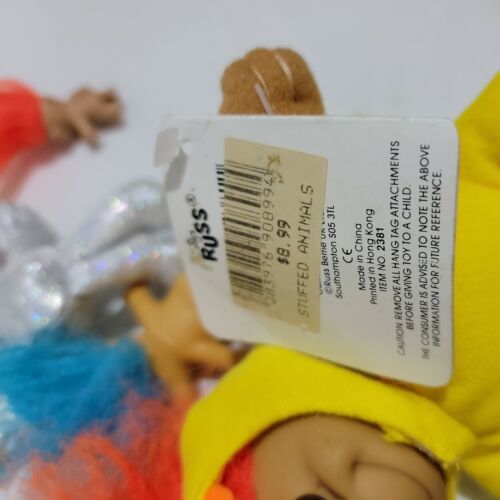 RUSS®
283976 908994
$8.99
STUFFED ANIMALS
©Russ Berrie UK
Southampton SO5 3TL
CE
Made in China
Printed in Hong Kong
ITEM NO. 2381
CAUTION: REMOVE ALL HANG TAG ATTACHMENTS
BEFORE GIVING TOY TO A CHILD.
THE CONSUMER IS ADVISED TO NOTE THE ABOVE
INFORMATION FOR FUTURE REFERENCE.